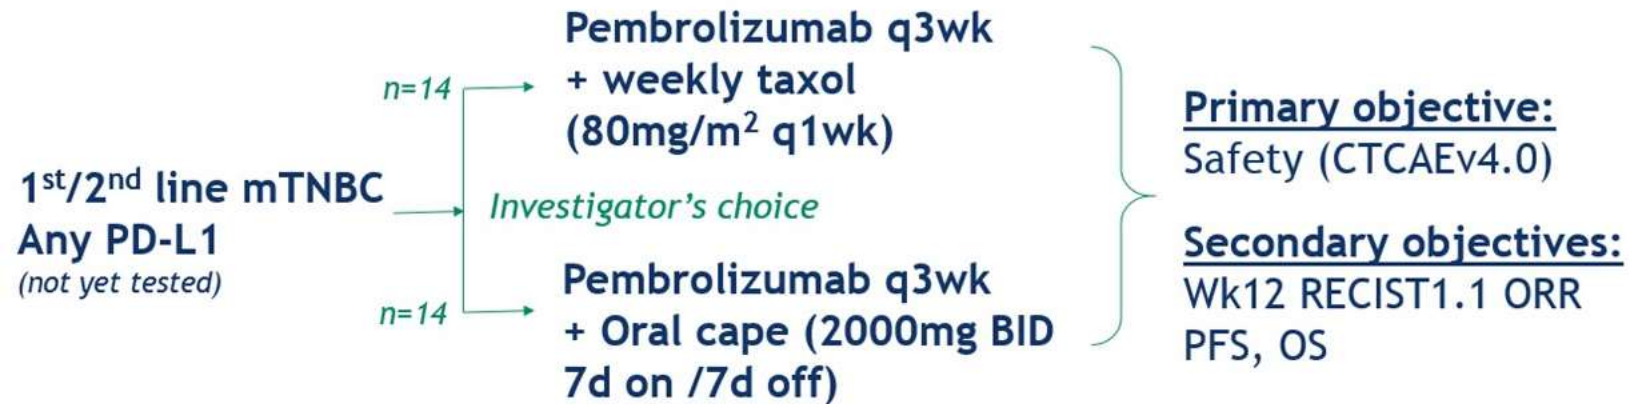 1st/2nd line mTNBC
Any PD-L1
(not yet tested)
n=14
n=14
Investigator's choice
Pembrolizumab q3wk
+ weekly taxol
(80mg/m² q1wk)
Pembrolizumab q3wk
+ Oral cape (2000mg BID
7d on /7d off)
Primary objective:
Safety (CTCAEv4.0)
Secondary objectives:
Wk12 RECIST1.1 ORR
PFS, OS